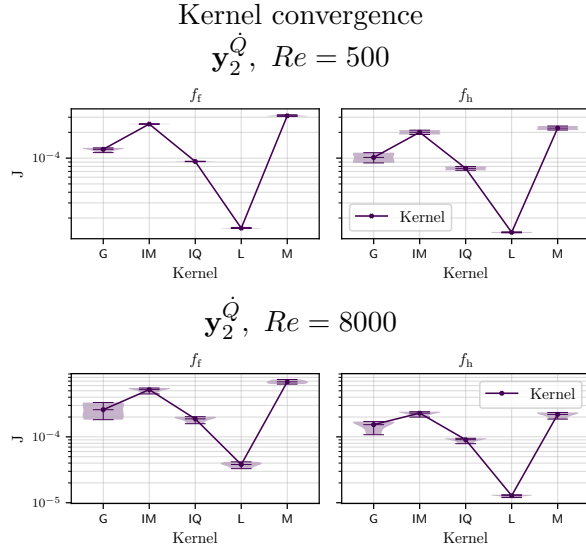 Kernel convergence
𝐲₂^Q̇, Re = 500
f_f
f_h
J
10⁻⁴
Kernel
G IM IQ L M
G IM IQ L M
Kernel
Kernel
𝐲₂^Q̇, Re = 8000
f_f
f_h
J
Kernel
10⁻⁴
10⁻⁵
G IM IQ L M
G IM IQ L M
Kernel
Kernel